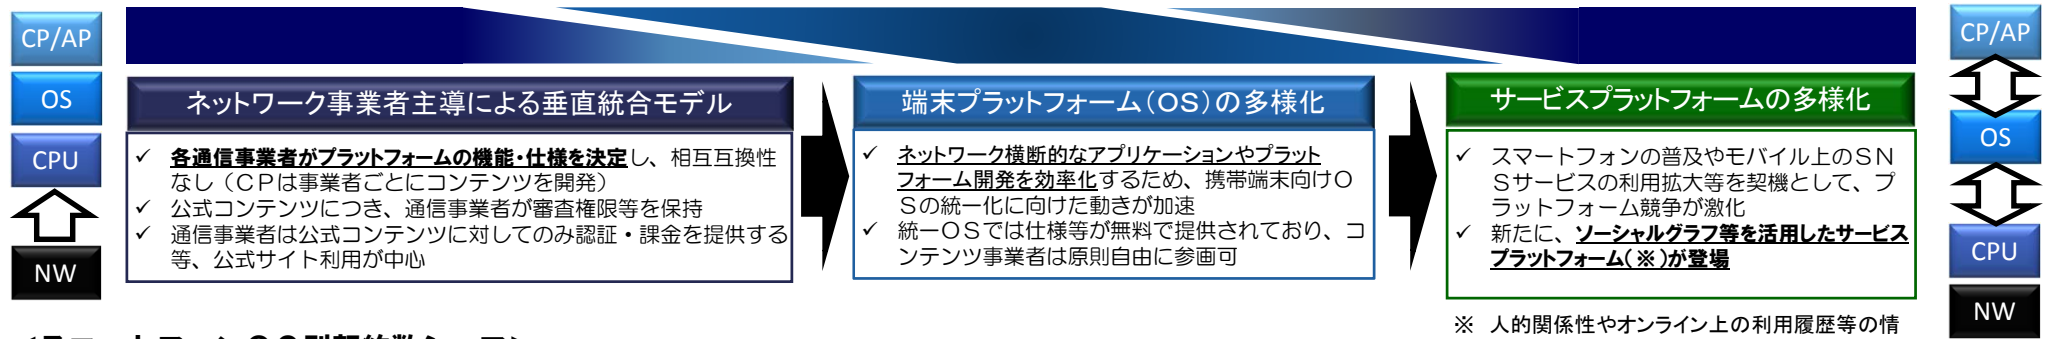 CP/AP
OS
CPU
NW
ネットワーク事業者主導による垂直統合モデル
✓ 各通信事業者がプラットフォームの機能・仕様を決定し、相互互換性
なし(CPは事業者ごとにコンテンツを開発)
✓ 公式コンテンツにつき、通信事業者が審査権限等を保持
✓ 通信事業者は公式コンテンツに対してのみ認証・課金を提供する
等、公式サイト利用が中心
端末プラットフォーム(OS)の多様化
✓ ネットワーク横断的なアプリケーションやプラット
フォーム開発を効率化するため、携帯端末向けO
Sの統一化に向けた動きが加速
✓ 統一OSでは仕様等が無料で提供されており、コ
ンテンツ事業者は原則自由に参画可
サービスプラットフォームの多様化
✓ スマートフォンの普及やモバイル上のSN
Sサービスの利用拡大等を契機として、プ
ラットフォーム競争が激化
✓ 新たに、ソーシャルグラフ等を活用したサービス
プラットフォーム(※)が登場
※ 人的関係性やオンライン上の利用履歴等の情
CP/AP
OS
CPU
NW